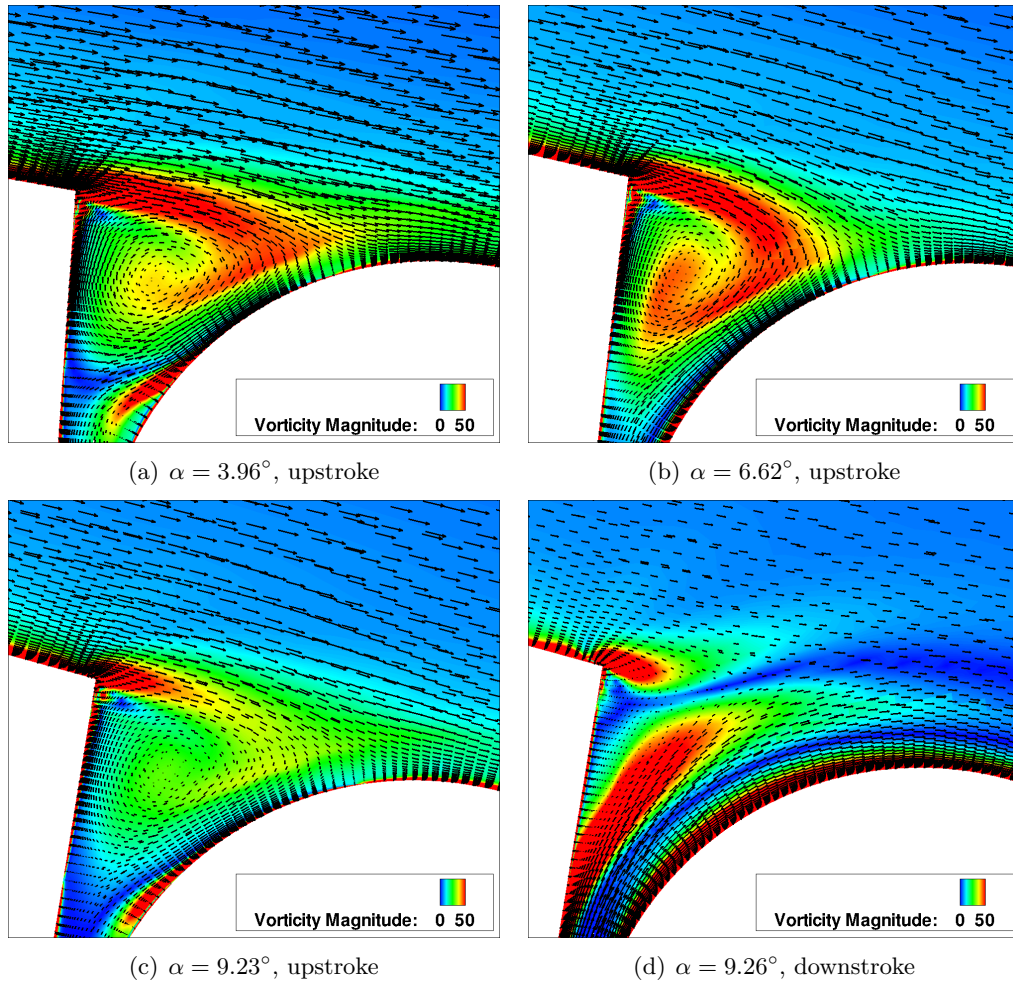 Vorticity Magnitude: 0 50
Vorticity Magnitude: 0 50
(a) α = 3.96°, upstroke
(b) α = 6.62°, upstroke
Vorticity Magnitude: 0 50
Vorticity Magnitude: 0 50
(c) α = 9.23°, upstroke
(d) α = 9.26°, downstroke